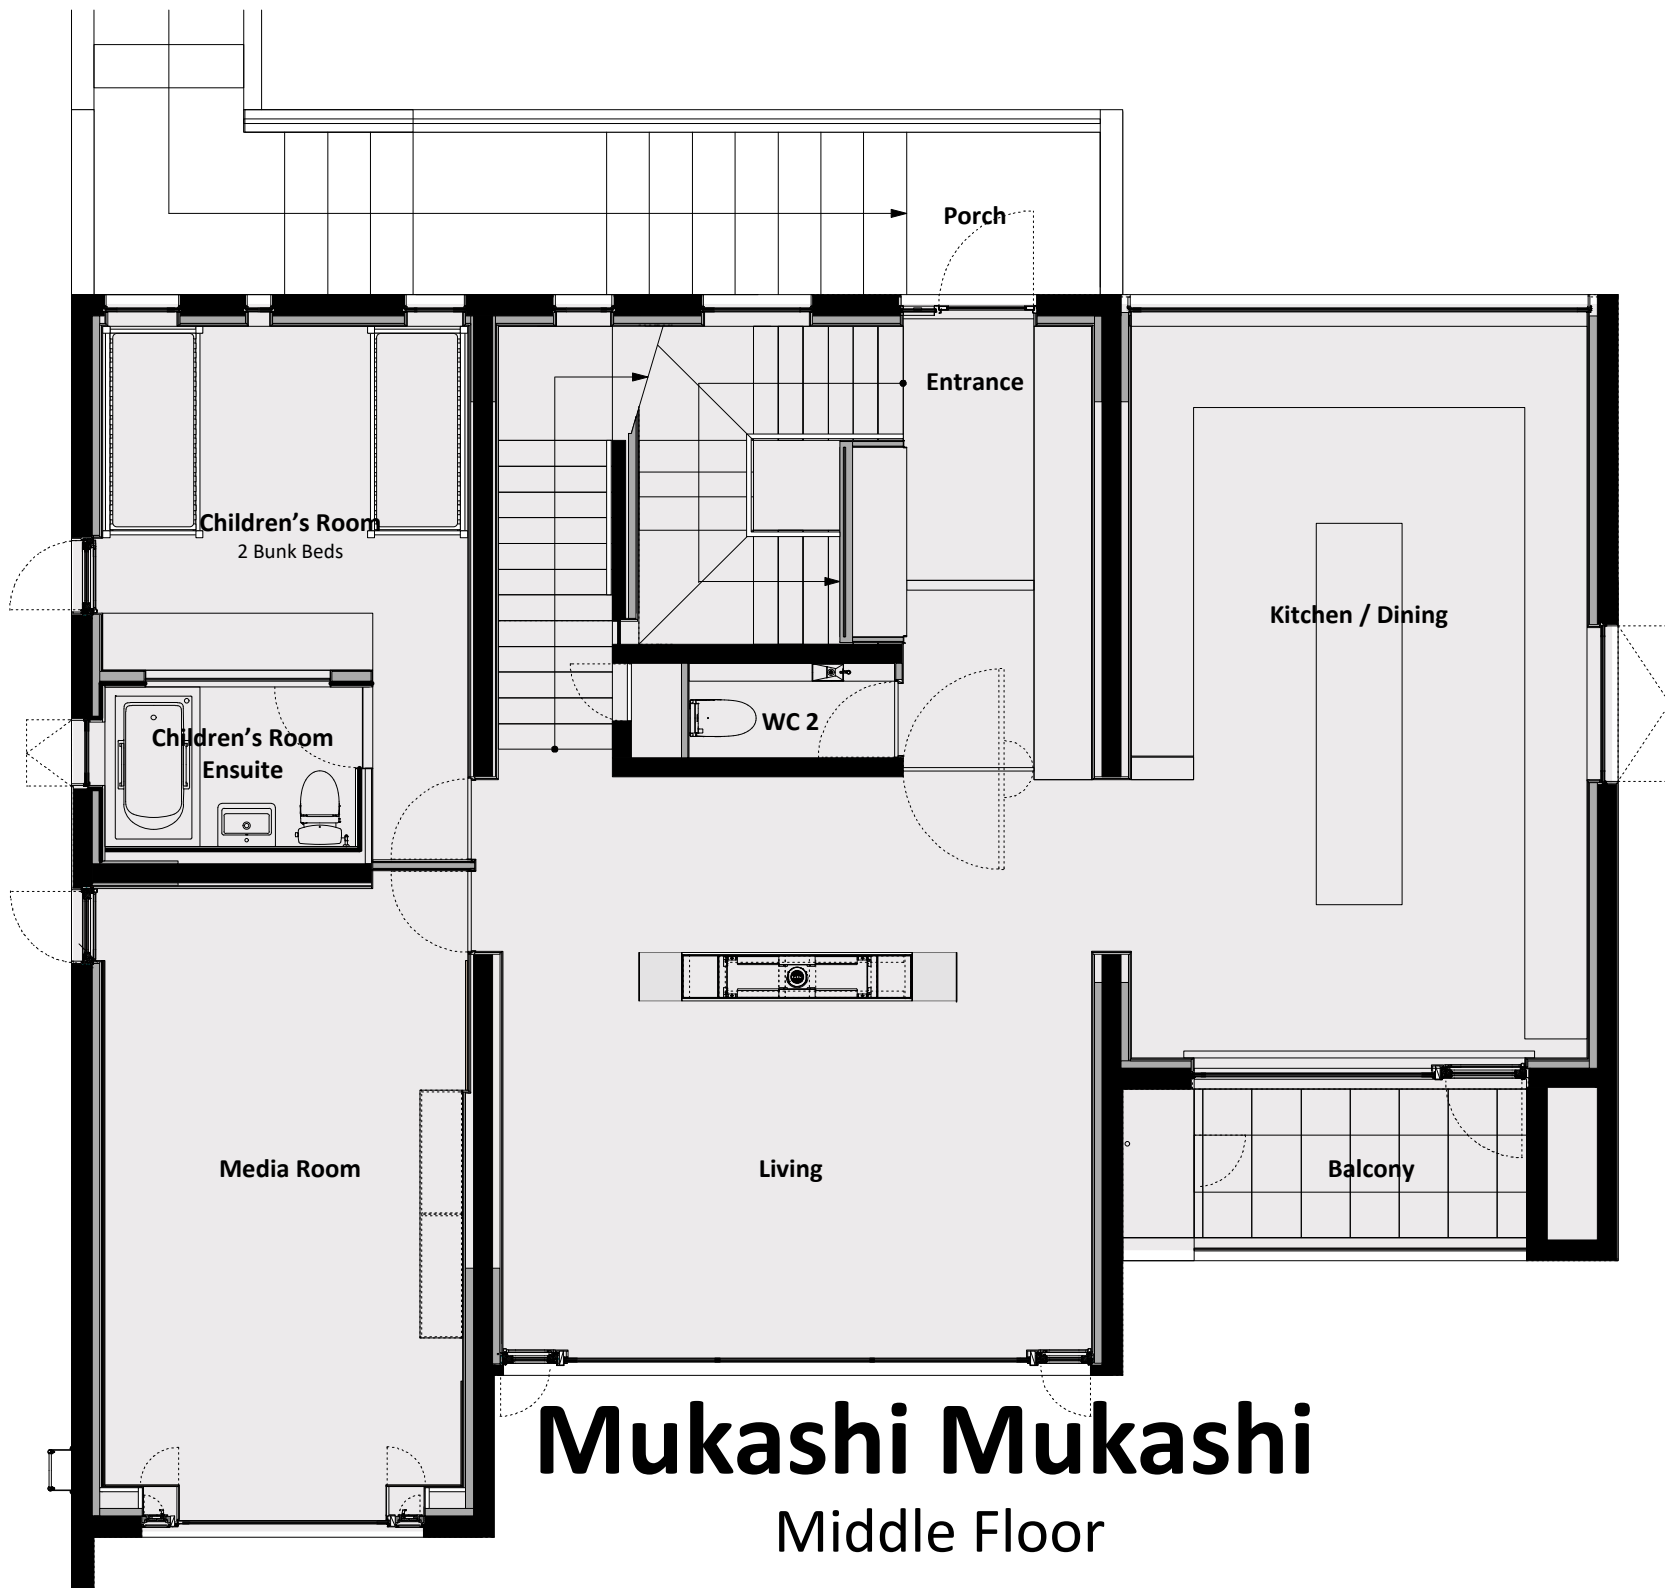 Porch
Entrance
Children’s Room
2 Bunk Beds
Kitchen / Dining
WC 2
Children’s Room
Ensuite
Media Room
Living
Balcony
Mukashi Mukashi
Middle Floor